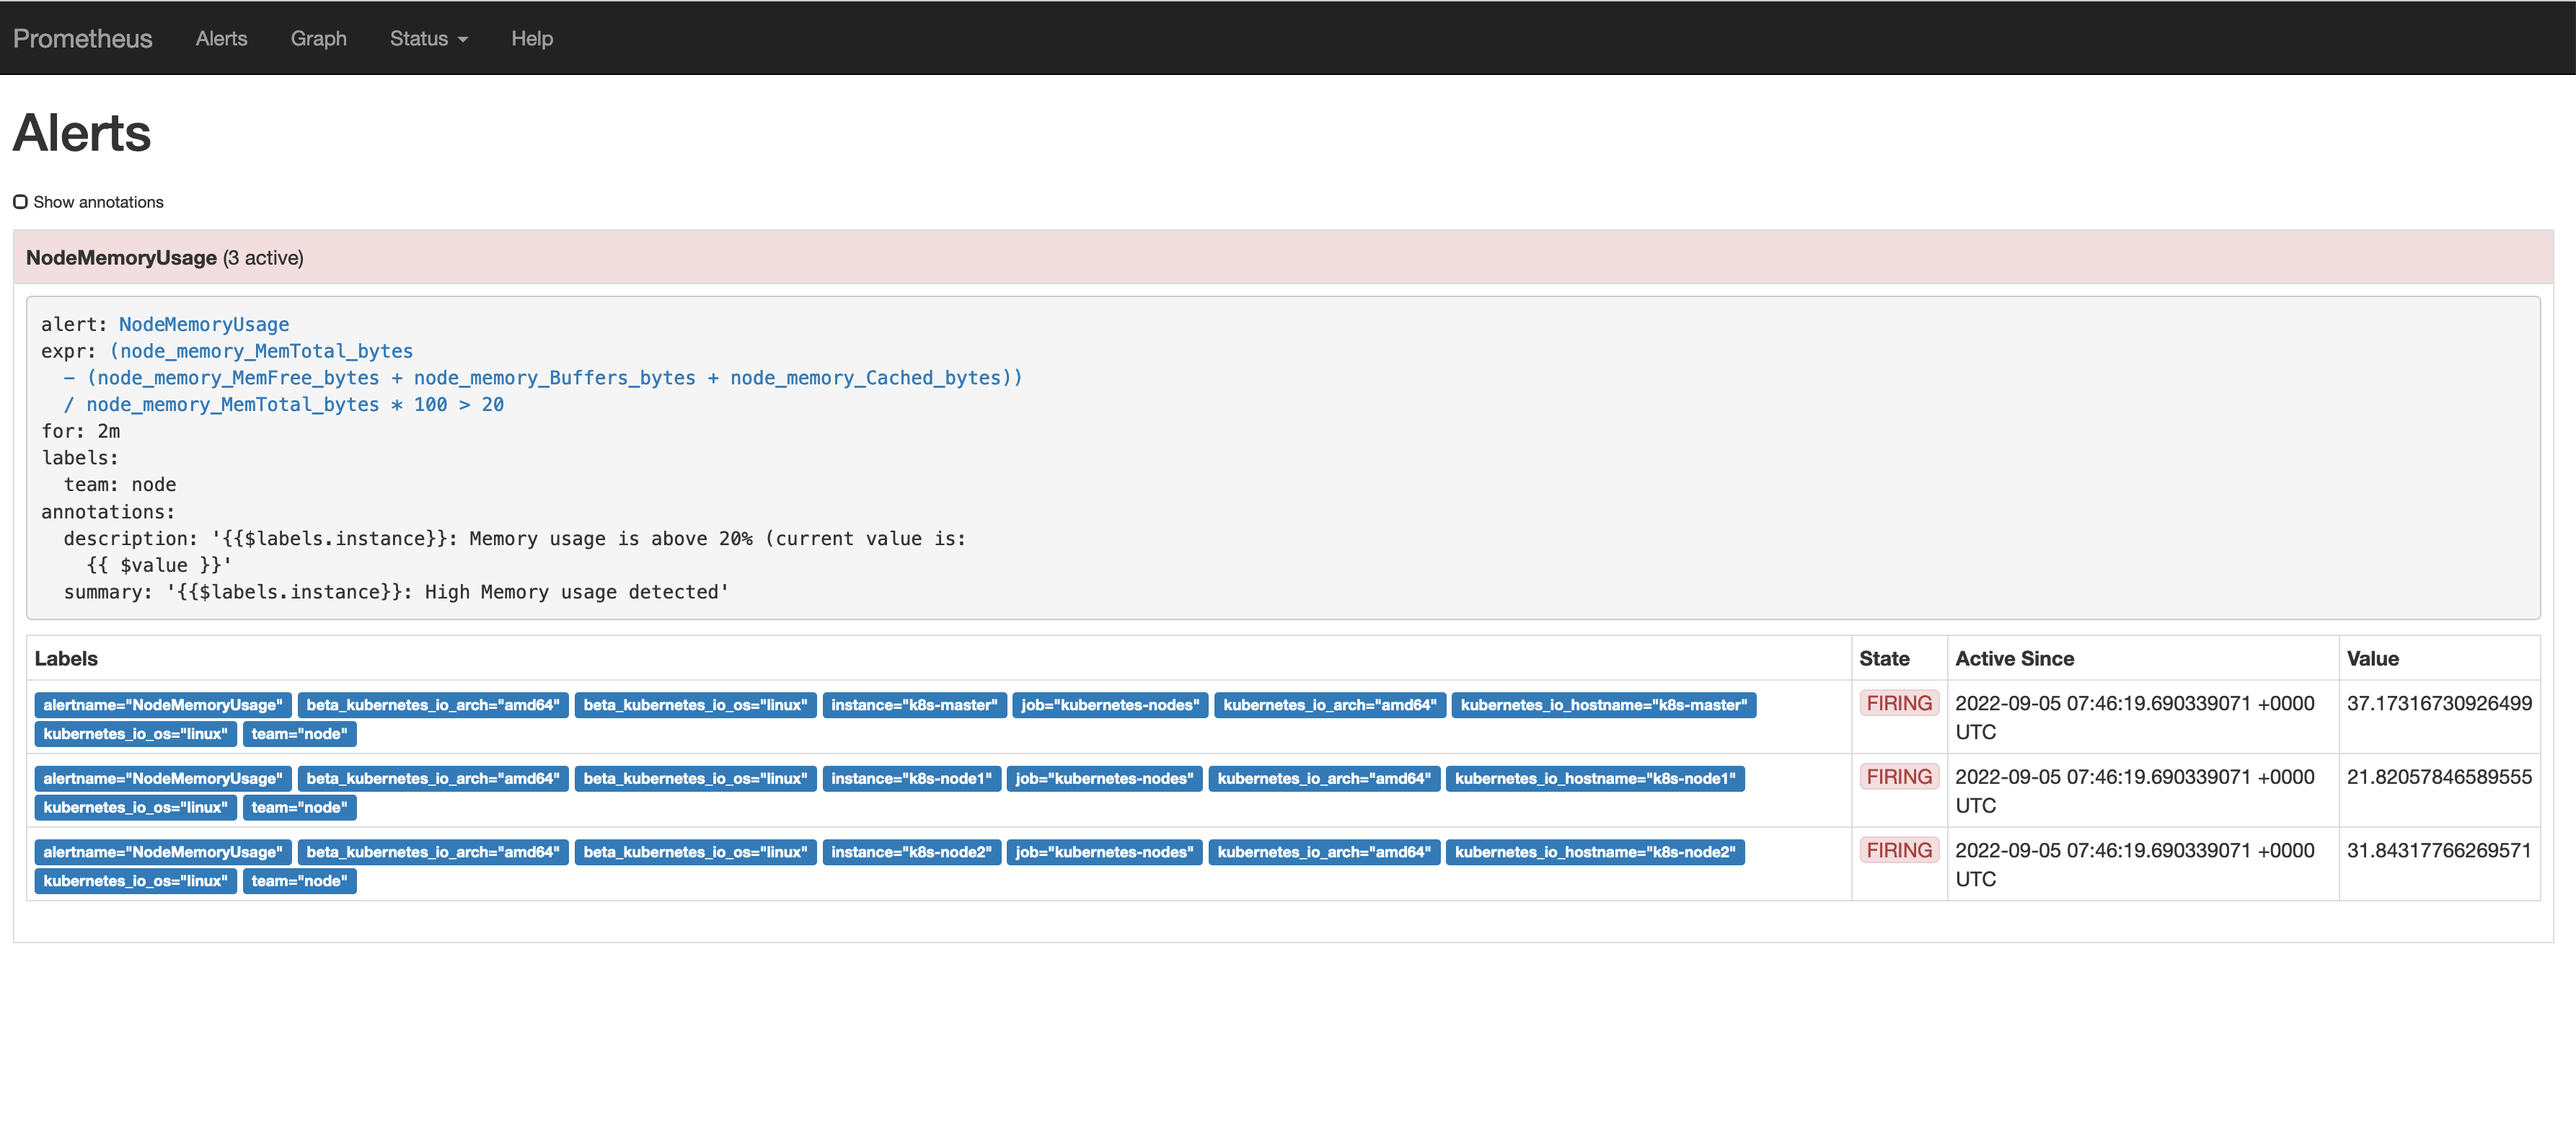 Prometheus Alerts Graph Status Help
Alerts
Show annotations
NodeMemoryUsage (3 active)
alert: NodeMemoryUsage
expr: (node_memory_MemTotal_bytes
  - (node_memory_MemFree_bytes + node_memory_Buffers_bytes + node_memory_Cached_bytes))
  / node_memory_MemTotal_bytes * 100 > 20
for: 2m
labels:
  team: node
annotations:
  description: '{{$labels.instance}}: Memory usage is above 20% (current value is:
    {{ $value }}'
  summary: '{{$labels.instance}}: High Memory usage detected'
Labels State Active Since Value
alertname="NodeMemoryUsage" beta_kubernetes_io_arch="amd64" beta_kubernetes_io_os="linux" instance="k8s-master" job="kubernetes-nodes" kubernetes_io_arch="amd64" kubernetes_io_hostname="k8s-master" FIRING 2022-09-05 07:46:19.690339071 +0000 37.17316730926499
kubernetes_io_os="linux" team="node" UTC
alertname="NodeMemoryUsage" beta_kubernetes_io_arch="amd64" beta_kubernetes_io_os="linux" instance="k8s-node1" job="kubernetes-nodes" kubernetes_io_arch="amd64" kubernetes_io_hostname="k8s-node1" FIRING 2022-09-05 07:46:19.690339071 +0000 21.82057846589555
kubernetes_io_os="linux" team="node" UTC
alertname="NodeMemoryUsage" beta_kubernetes_io_arch="amd64" beta_kubernetes_io_os="linux" instance="k8s-node2" job="kubernetes-nodes" kubernetes_io_arch="amd64" kubernetes_io_hostname="k8s-node2" FIRING 2022-09-05 07:46:19.690339071 +0000 31.84317766269571
kubernetes_io_os="linux" team="node" UTC